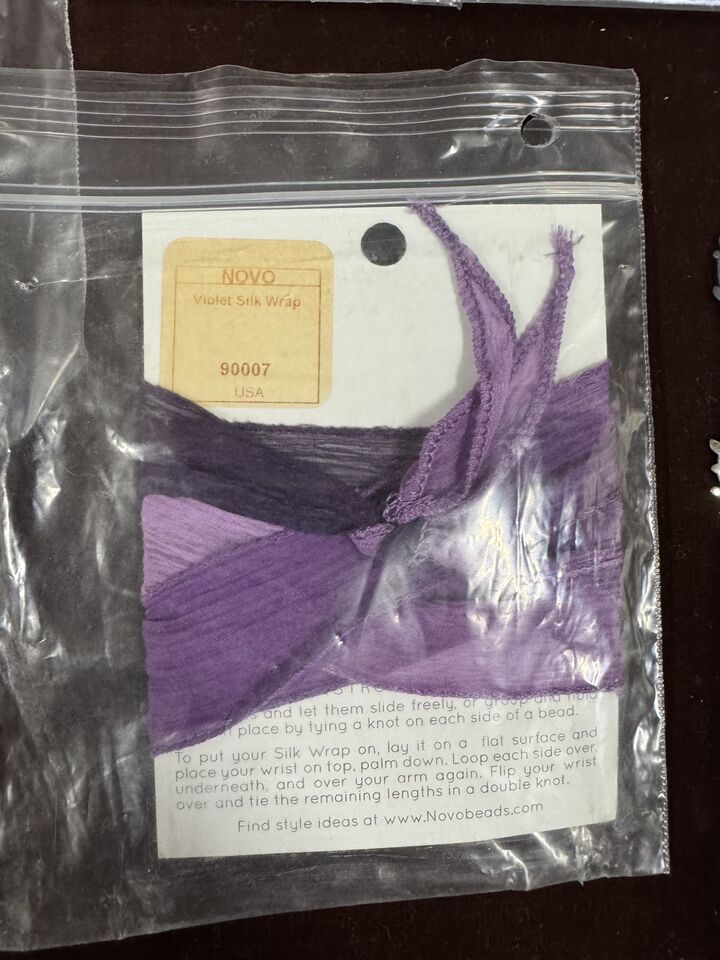 NOVO
Violet Silk Wrap
90007
USA
STRU
and let them slide freely, or group and hold
place by tying a knot on each side of a bead.
To put your Silk Wrap on, lay it on a flat surface and
place your wrist on top, palm down. Loop each side over,
underneath, and over your arm again. Flip your wrist
over and tie the remaining lengths in a double knot.
Find style ideas at www.Novobeads.com